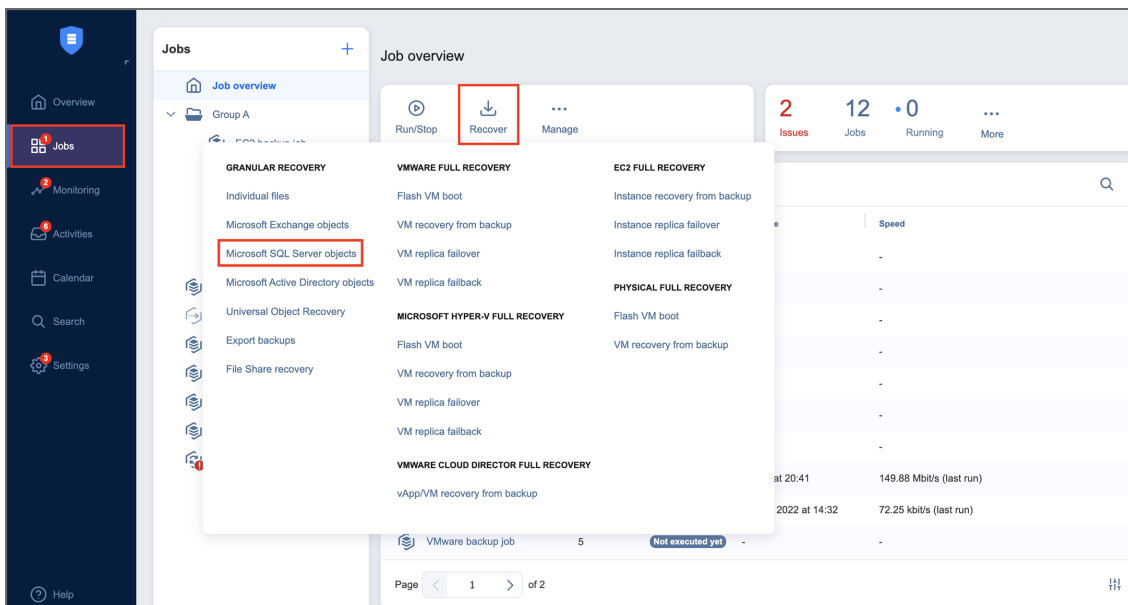 Overview
1
Jobs
2
Monitoring
6
Activities
Calendar
Search
3
Settings
Help
Jobs
Job overview
Group A
Job overview
Run/Stop
Recover
Manage
2
Issues
12
Jobs
0
Running
More
GRANULAR RECOVERY
Individual files
Microsoft Exchange objects
Microsoft SQL Server objects
Microsoft Active Directory objects
Universal Object Recovery
Export backups
File Share recovery
VMWARE FULL RECOVERY
Flash VM boot
VM recovery from backup
VM replica failover
VM replica failback
MICROSOFT HYPER-V FULL RECOVERY
Flash VM boot
VM recovery from backup
VM replica failover
VM replica failback
VMWARE CLOUD DIRECTOR FULL RECOVERY
vApp/VM recovery from backup
EC2 FULL RECOVERY
Instance recovery from backup
Instance replica failover
Instance replica failback
PHYSICAL FULL RECOVERY
Flash VM boot
VM recovery from backup
Speed
-
-
-
-
-
-
-
at 20:41 149.88 Mbit/s (last run)
2022 at 14:32 72.25 kbit/s (last run)
VMware backup job 5 Not executed yet - -
Page 1 of 2